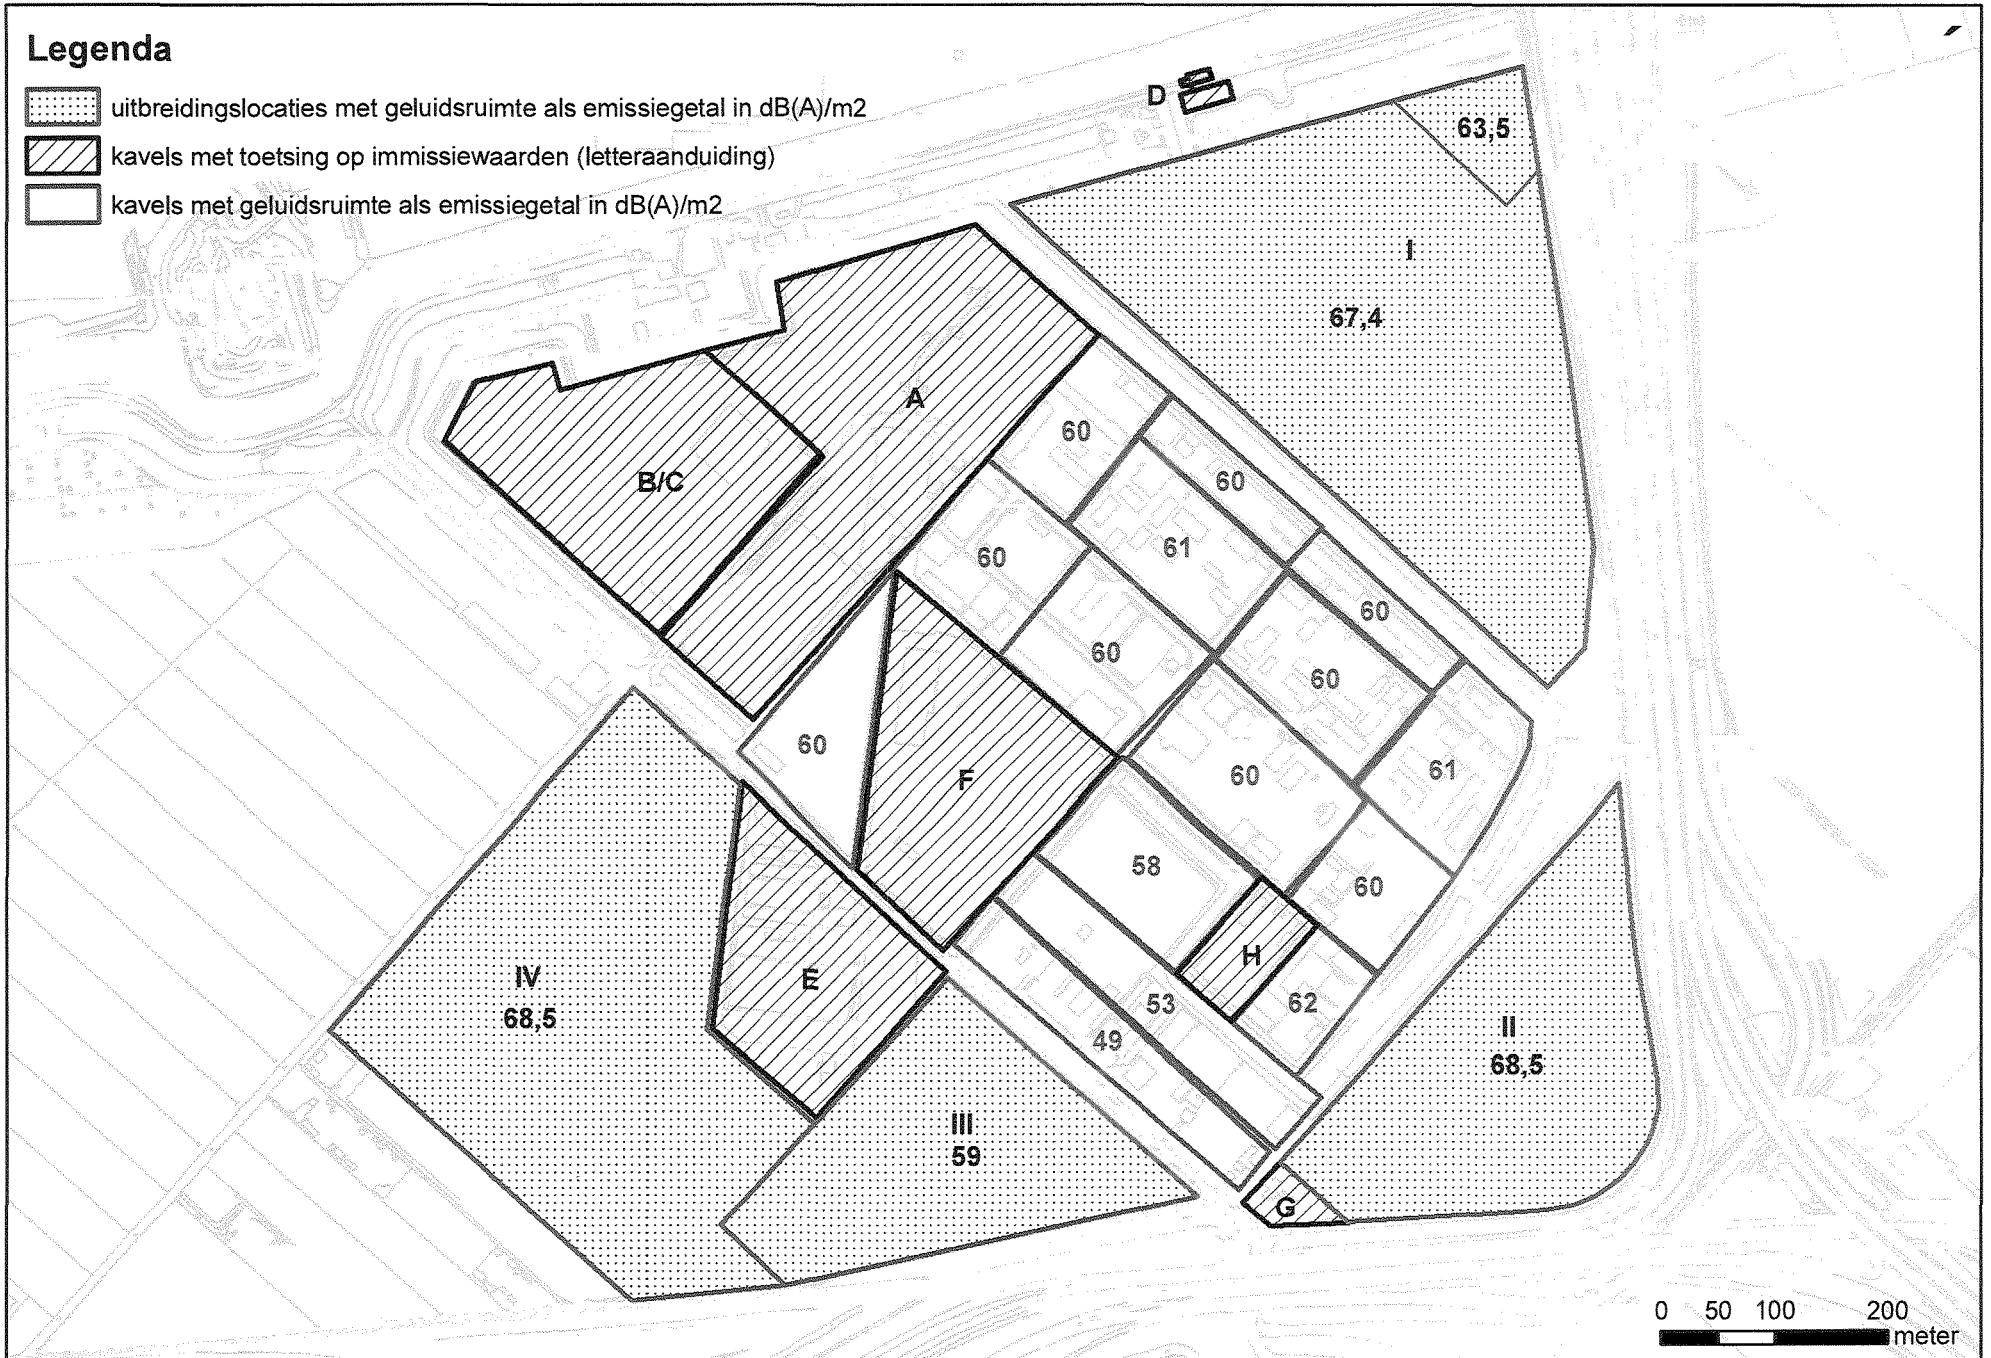 Legenda
uitbreidingslocaties met geluidsruimte als emissiegetal in dB(A)/m2
kavels met toetsing op immissiewaarden (letteraanduiding)
kavels met geluidsruimte als emissiegetal in dB(A)/m2
D
63,5
I
67,4
A
60
B/C
60
60
61
60
60
60
60
60
F
60
61
58
60
H
E
IV
68,5
53
62
49
II
68,5
III
59
G
0 50 100 200
meter